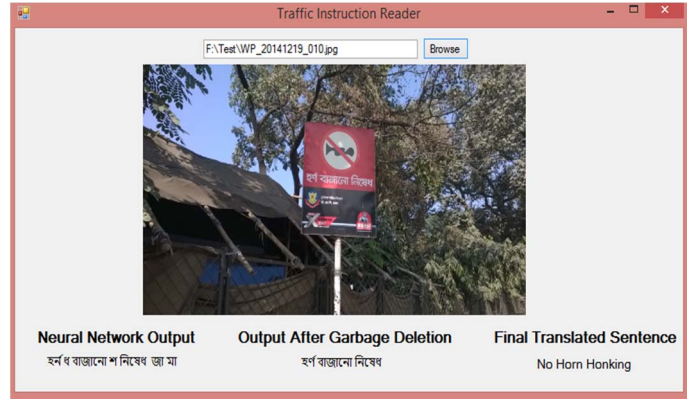 Traffic Instruction Reader
F:\Test\WP_20141219_010.jpg
Browse
হর্ণ বাজানো নিষেধ
Neural Network Output
Output After Garbage Deletion
Final Translated Sentence
হর্ন ধ বাজানো শ নিষেধ জা মা
হর্ণ বাজানো নিষেধ
No Horn Honking